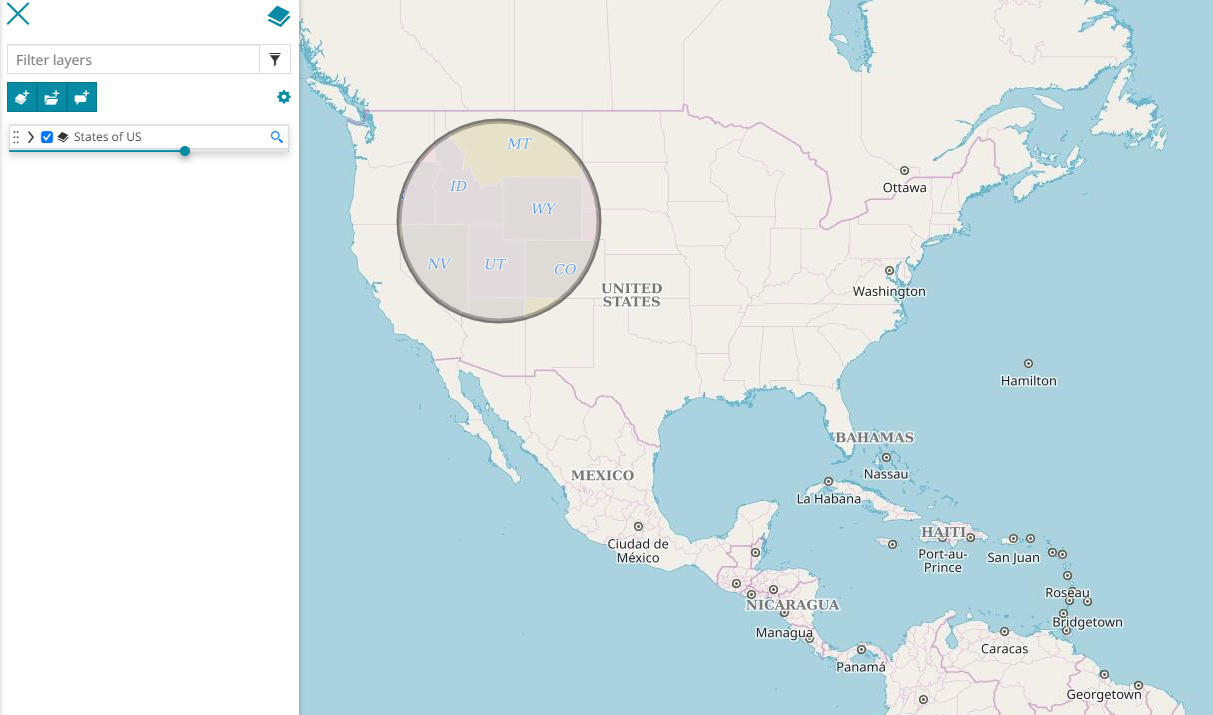 Filter layers
States of US
MT
ID
WY
NV
UT
CO
Ottawa
Washington
UNITED
STATES
Hamilton
BAHAMAS
Nassau
MEXICO
La Habana
Ciudad de
México
HAITI
Port-au-
Prince
San Juan
Roseau
NICARAGUA
Bridgetown
Managua
Caracas
Panamá
Georgetown